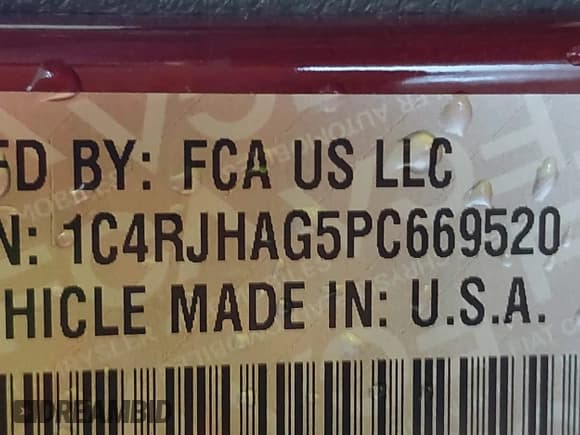 FD BY: FCA US LLC
N: 1C4RJHAG5PC669520
HICLE MADE IN: U.S.A.
DREAMBID